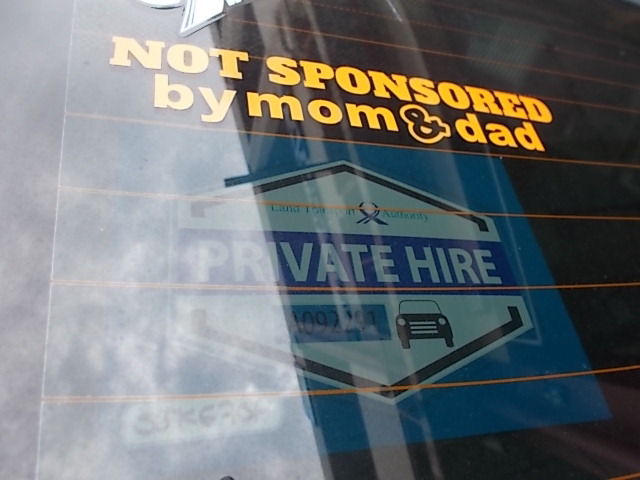 NOT SPONSORED
by mom & dad
Land Transport Authority
PRIVATE HIRE